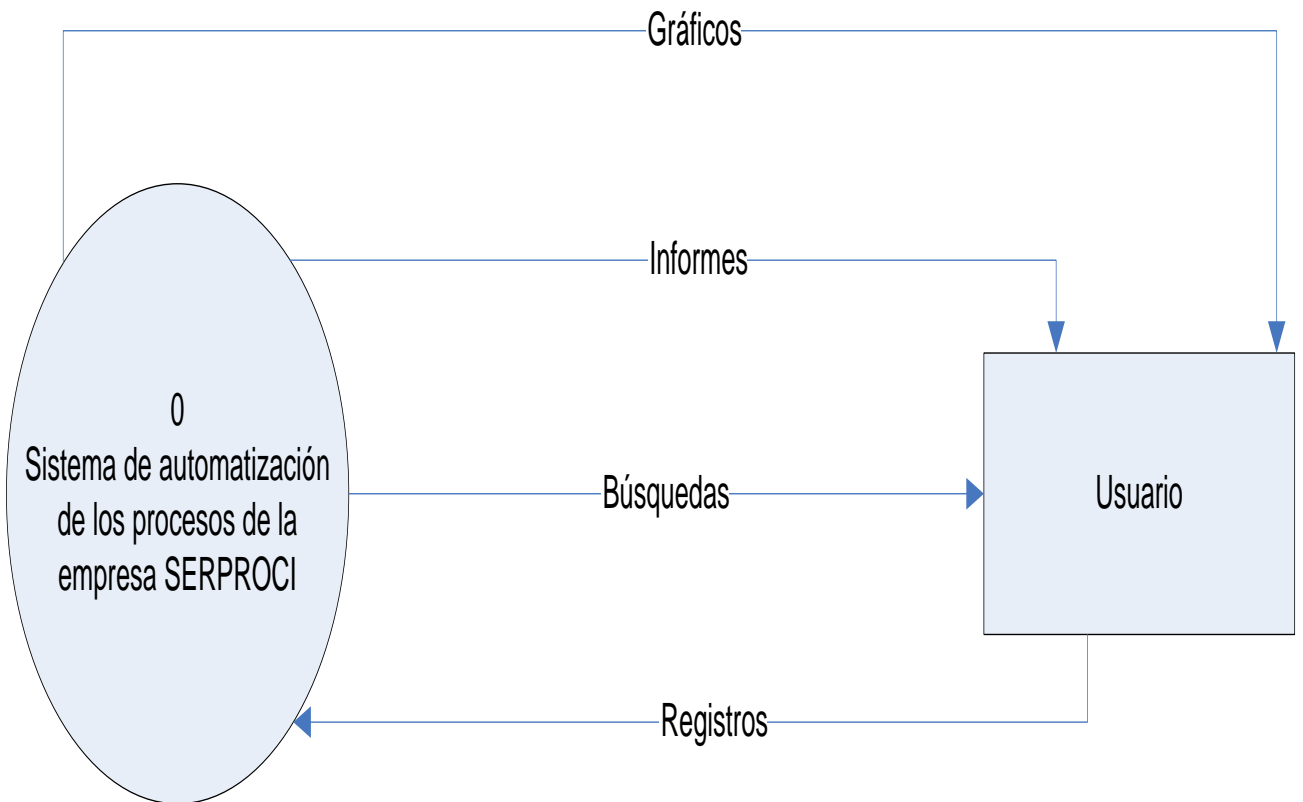 Gráficos
Informes
0
Sistema de automatización
de los procesos de la
empresa SERPROCI
Búsquedas
Usuario
Registros